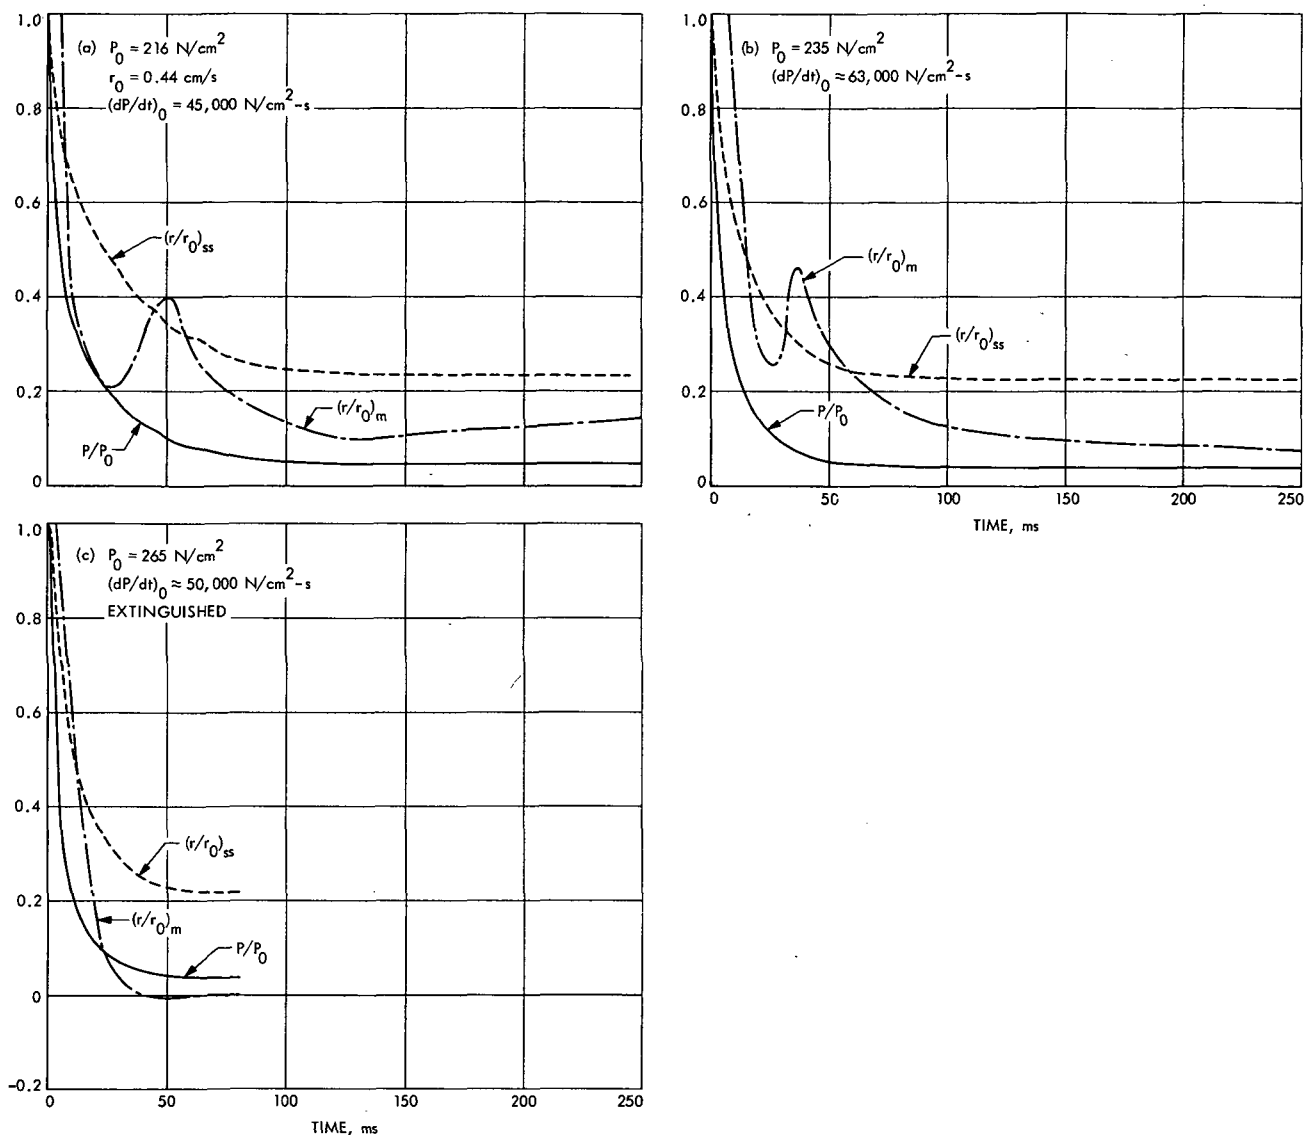 (a) P₀ = 216 N/cm²
r₀ = 0.44 cm/s
(dP/dt)₀ = 45,000 N/cm²-s
1.0
0.8
0.6
0.4
0.2
0
(r/r₀)ss
(r/r₀)m
P/P₀
(b) P₀ = 235 N/cm²
(dP/dt)₀ ≈ 63,000 N/cm²-s
1.0
0.8
0.6
0.4
0.2
0
(r/r₀)m
(r/r₀)ss
P/P₀
0 50 100 150 200 250
TIME, ms
(c) P₀ = 265 N/cm²
(dP/dt)₀ ≈ 50,000 N/cm²-s
EXTINGUISHED
1.0
0.8
0.6
0.4
0.2
0
-0.2
(r/r₀)ss
(r/r₀)m
P/P₀
0 50 100 150 200 250
TIME, ms